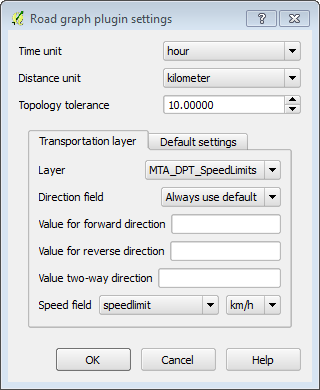 Road graph plugin settings
Time unit hour
Distance unit kilometer
Topology tolerance 10.00000
Transportation layer Default settings
Layer MTA_DPT_SpeedLimits
Direction field Always use default
Value for forward direction
Value for reverse direction
Value two-way direction
Speed field speedlimit km/h
OK Cancel Help